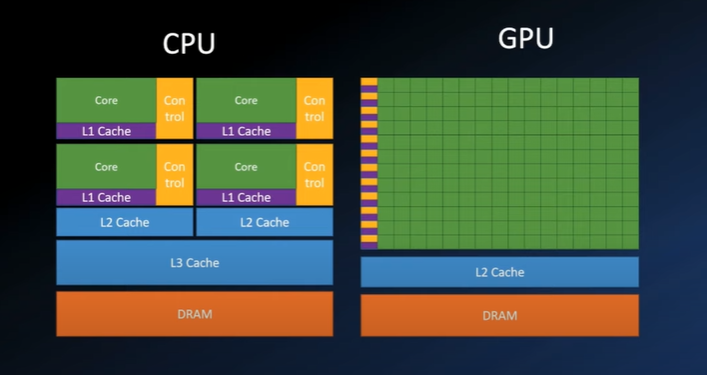 CPU
GPU
Core
Con
trol
Core
Con
trol
L1 Cache
L1 Cache
Core
Con
trol
Core
Con
trol
L1 Cache
L1 Cache
L2 Cache
L2 Cache
L3 Cache
L2 Cache
DRAM
DRAM